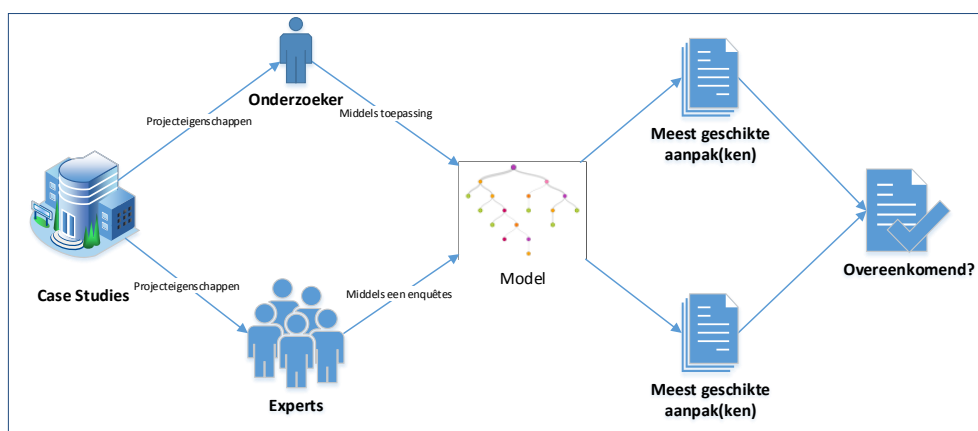 Onderzoeker
Projecteigenschappen
Middels toepassing
Meest geschikte
aanpak(ken)
Case Studies
Model
Overeenkomend?
Projecteigenschappen
Middels een enquêtes
Experts
Meest geschikte
aanpak(ken)